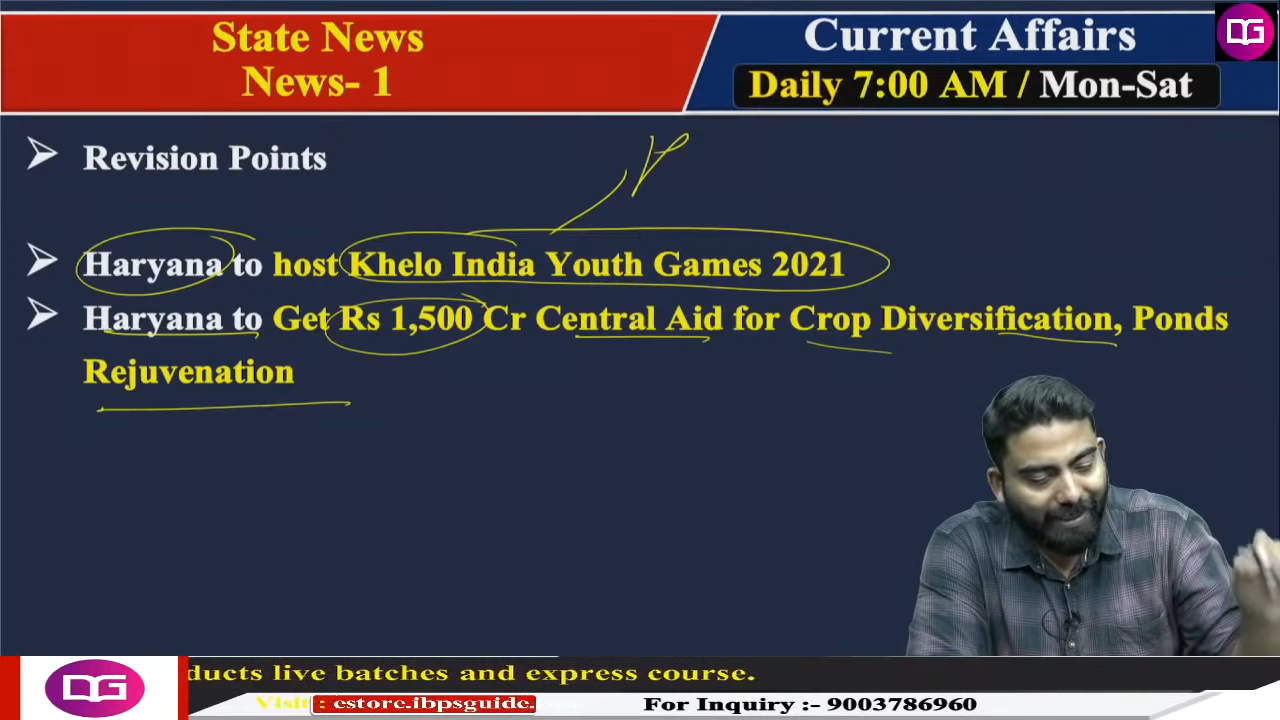 State News
News- 1
Current Affairs
Daily 7:00 AM / Mon-Sat
Revision Points
Haryana to host Khelo India Youth Games 2021
Haryana to Get Rs 1,500 Cr Central Aid for Crop Diversification, Ponds
Rejuvenation
ducts live batches and express course.
Visit : estore.ibpsguide.
For Inquiry :- 9003786960